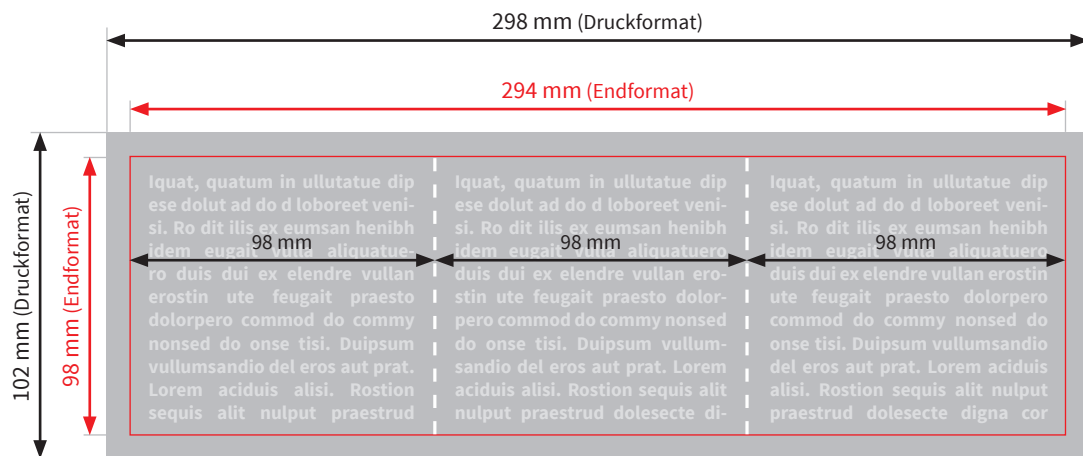 298 mm (Druckformat)
294 mm (Endformat)
102 mm (Druckformat)
98 mm (Endformat)
Iquat, quatum in ullutatue dip
ese dolut ad do d loboreet veni-
si. Ro dit ilis ex eumsan henibh
98 mm
idem eugait vulla aliquatue-
ro duis dui ex elendre vullan
erostin ute feugait praesto
dolorpero commod do commy
nonsed do onse tisi. Duipsum
vullumsandio del eros aut prat.
Lorem aciduis alisi. Rostion
sequis alit nulput praestrud
Iquat, quatum in ullutatue dip
ese dolut ad do d loboreet veni-
si. Ro dit ilis ex eumsan henibh
98 mm
idem eugait vulla aliquatuero
duis dui ex elendre vullan ero-
stin ue feugait praesto dolor-
pero commod do commy nonsed
do onse tisi. Duipsum vullum-
sandio del eros aut prat. Lorem
aciduis alisi. Rostion sequis alit
nulput praestrud dolesecte di-
Iquat, quatum in ullutatue dip
ese dolut ad do d loboreet veni-
si. Ro dit ilis ex eumsan henibh
98 mm
idem eugait vulla aliquatuero
duis dui ex elendre vullan erostin
ute feugait praesto dolorpero
commod do commy nonsed do
onse tisi. Duipsum vullumsandio
del eros aut prat. Lorem aciduis
alisi. Rostion sequis alit nulput
praestrud dolesecte digna cor